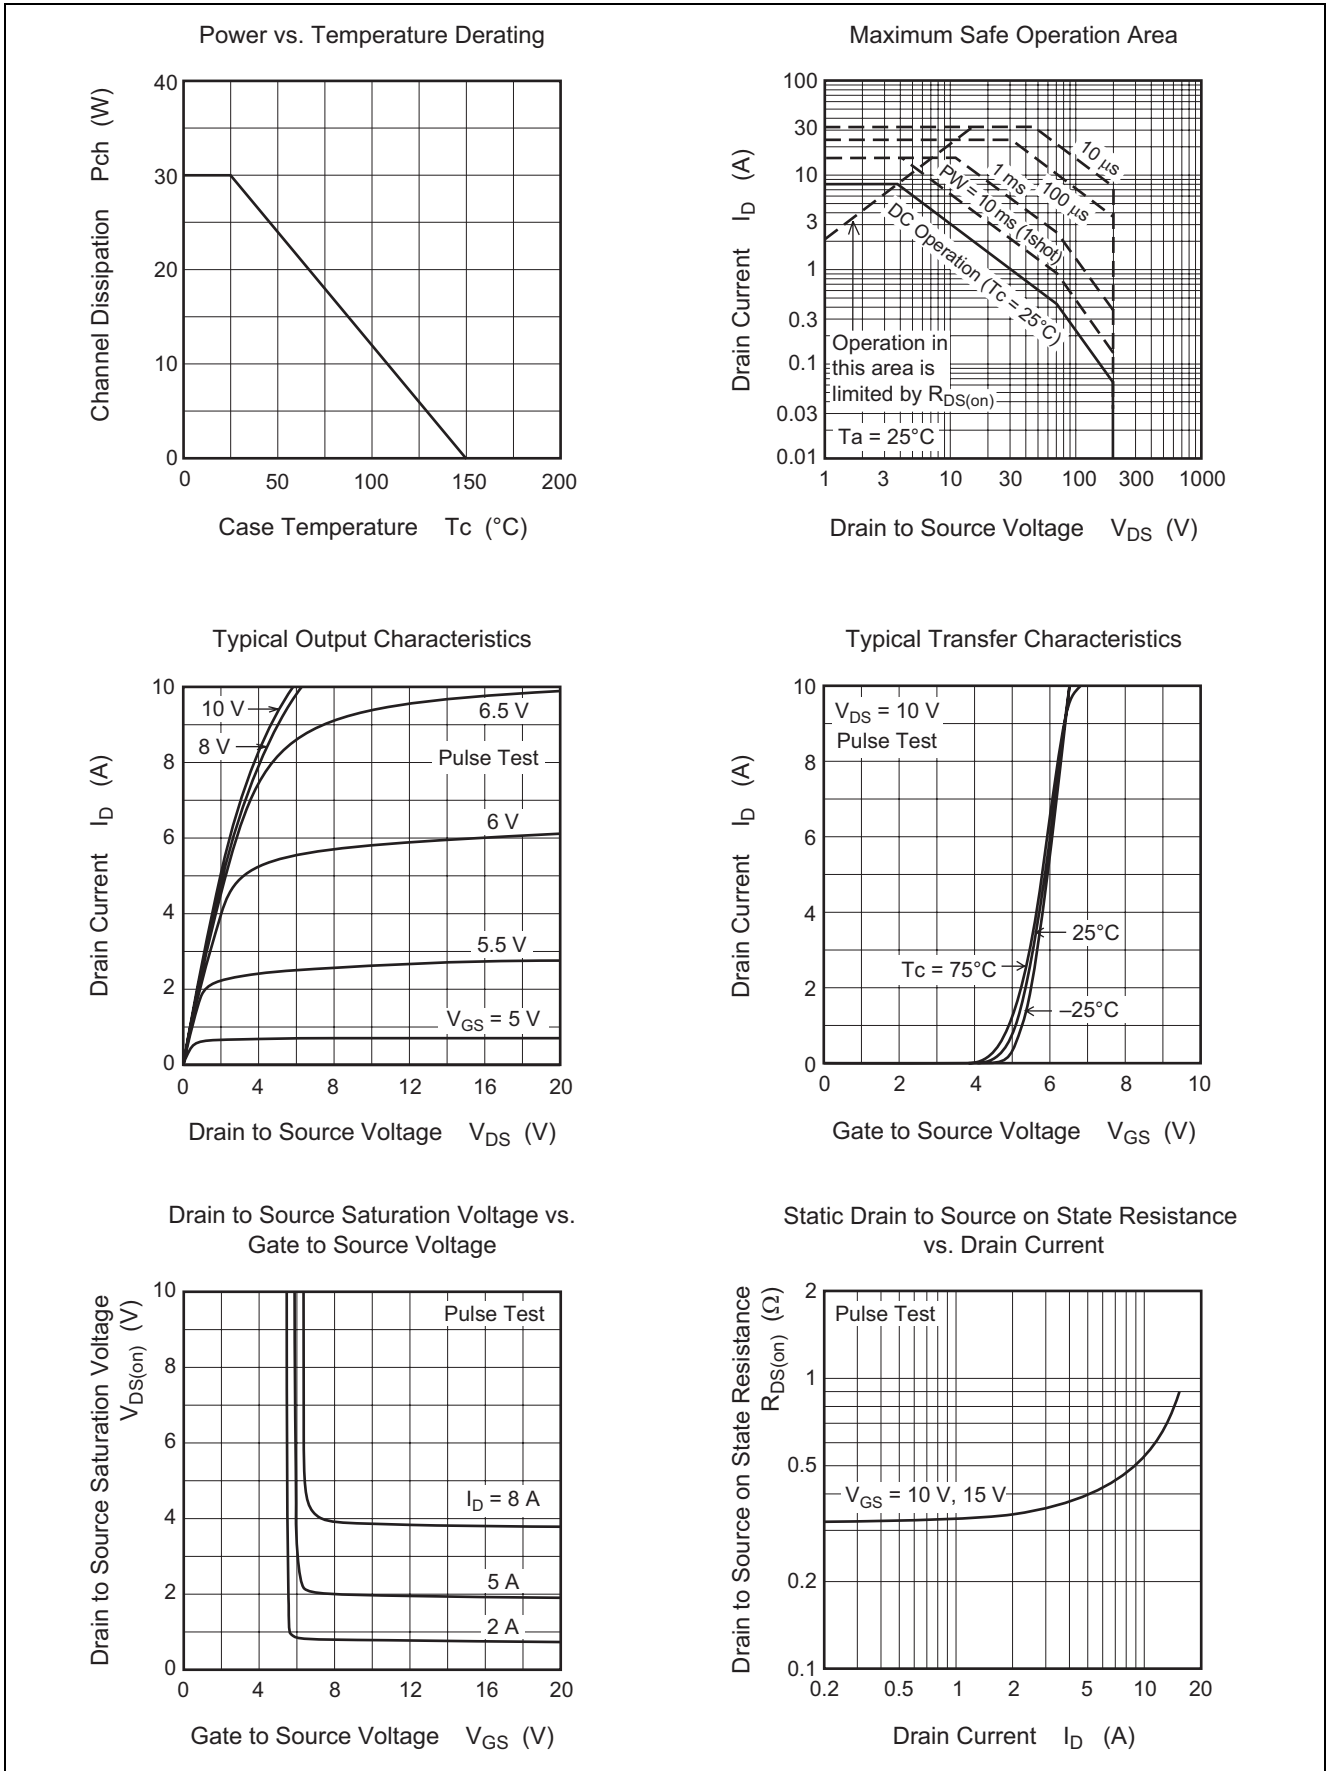 Power vs. Temperature Derating
40
30
20
10
0
0 50 100 150 200
Channel Dissipation Pch (W)
Case Temperature Tc (°C)
Maximum Safe Operation Area
100
30
10
3
1
0.3
0.1
0.03
0.01
1 3 10 30 100 300 1000
Drain Current ID (A)
10 μs
100 μs
1 ms
PW = 10 ms (1shot)
DC Operation (Tc = 25°C)
Operation in
this area is
limited by RDS(on)
Ta = 25°C
Drain to Source Voltage VDS (V)
Typical Output Characteristics
10
8
6
4
2
0
0 4 8 12 16 20
Drain Current ID (A)
10 V
8 V
6.5 V
Pulse Test
6 V
5.5 V
VGS = 5 V
Drain to Source Voltage VDS (V)
Typical Transfer Characteristics
10
8
6
4
2
0
0 2 4 6 8 10
Drain Current ID (A)
VDS = 10 V
Pulse Test
25°C
Tc = 75°C
–25°C
Gate to Source Voltage VGS (V)
Drain to Source Saturation Voltage vs.
Gate to Source Voltage
10
8
6
4
2
0
0 4 8 12 16 20
Drain to Source Saturation Voltage
VDS(on) (V)
Pulse Test
ID = 8 A
5 A
2 A
Gate to Source Voltage VGS (V)
Static Drain to Source on State Resistance
vs. Drain Current
2
1
0.5
0.2
0.1
0.2 0.5 1 2 5 10 20
Drain to Source on State Resistance
RDS(on) (Ω)
Pulse Test
VGS = 10 V, 15 V
Drain Current ID (A)